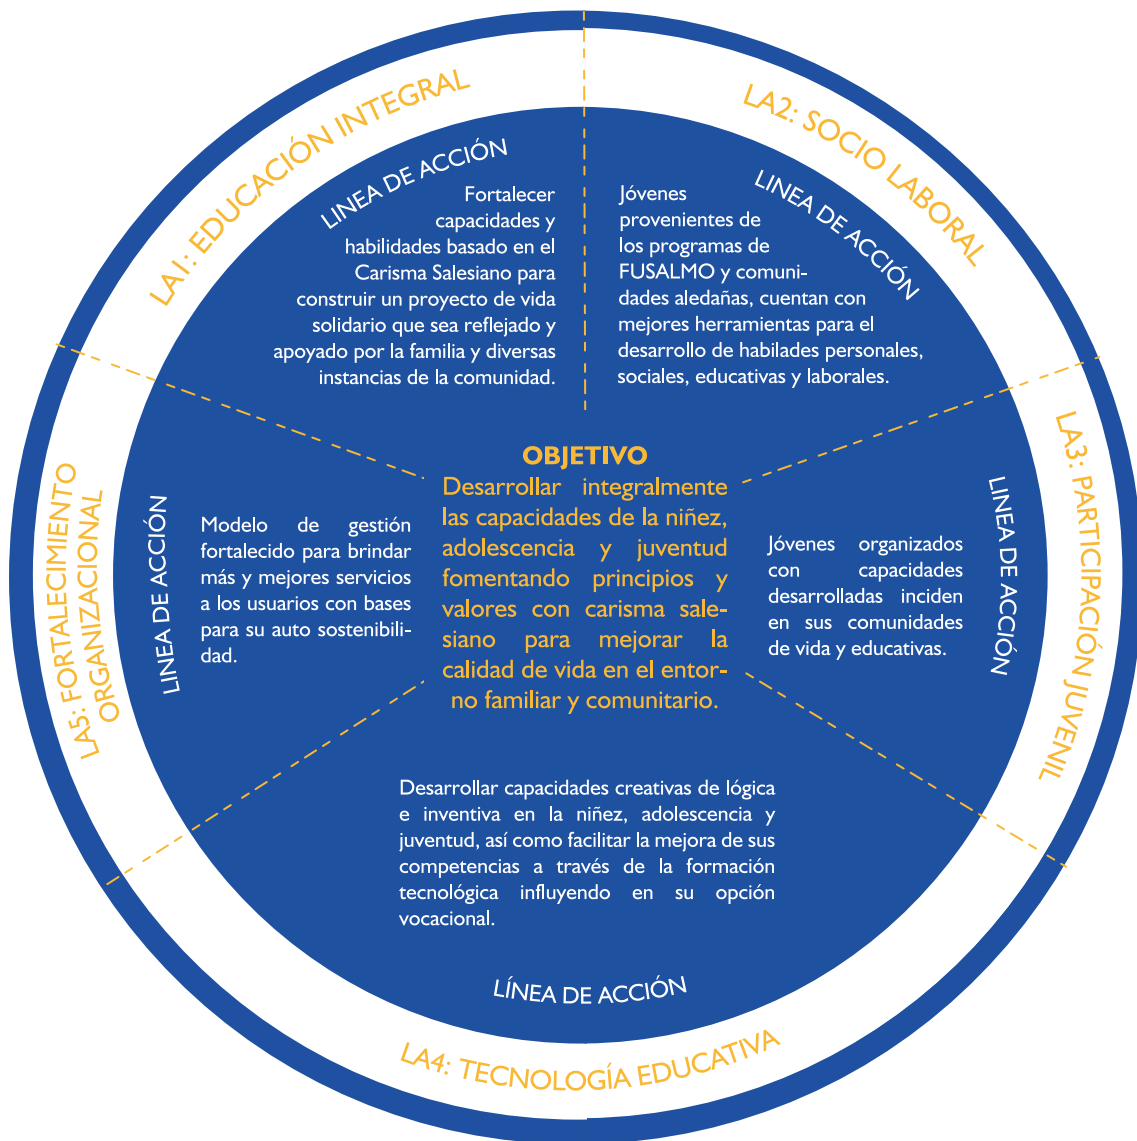 LA1: EDUCACIÓN INTEGRAL
LINEA DE ACCIÓN
Fortalecer
capacidades y
habilidades basado en el
Carisma Salesiano para
construir un proyecto de vida
solidario que sea reflejado y
apoyado por la familia y diversas
instancias de la comunidad.
LA2: SOCIO LABORAL
LINEA DE ACCIÓN
Jóvenes
provenientes de
los programas de
FUSALMO y comuni-
dades aledañas, cuentan con
mejores herramientas para el
desarrollo de habilades personales,
sociales, educativas y laborales.
LA3: PARTICIPACIÓN JUVENIL
LINEA DE ACCIÓN
Jóvenes organizados
con capacidades
desarrolladas inciden
en sus comunidades
de vida y educativas.
LA4: TECNOLOGÍA EDUCATIVA
LÍNEA DE ACCIÓN
Desarrollar capacidades creativas de lógica
e inventiva en la niñez, adolescencia y
juventud, así como facilitar la mejora de sus
competencias a través de la formación
tecnológica influyendo en su opción
vocacional.
LA5: FORTALECIMIENTO
ORGANIZACIONAL
LINEA DE ACCIÓN
Modelo de gestión
fortalecido para brindar
más y mejores servicios
a los usuarios con bases
para su auto sostenibili-
dad.
OBJETIVO
Desarrollar integralmente
las capacidades de la niñez,
adolescencia y juventud
fomentando principios y
valores con carisma sale-
siano para mejorar la
calidad de vida en el entor-
no familiar y comunitario.